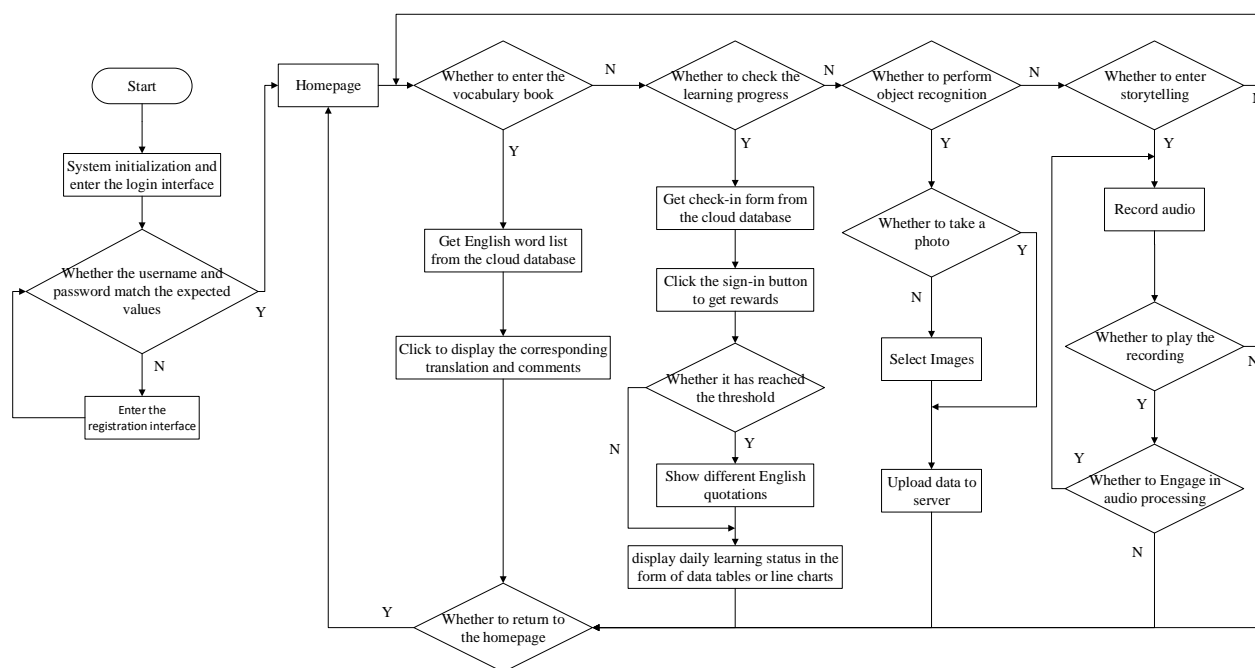 Start
System initialization and
enter the login interface
Whether the username and
password match the expected
values
Y
N
Enter the
registration interface
Homepage
Whether to enter the
vocabulary book
N
Y
Get English word list
from the cloud database
Click to display the corresponding
translation and comments
Whether to return to
the homepage
Y
Whether to check the
learning progress
N
Y
Get check-in form from
the cloud database
Click the sign-in button
to get rewards
Whether it has reached
the threshold
N
Y
Show different English
quotations
display daily learning status in the
form of data tables or line charts
Whether to perform
object recognition
N
Y
Whether to take a
photo
Y
N
Select Images
Upload data to
server
Whether to enter
storytelling
N
Y
Record audio
Whether to play the
recording
N
Y
Whether to Engage in
audio processing
Y
N